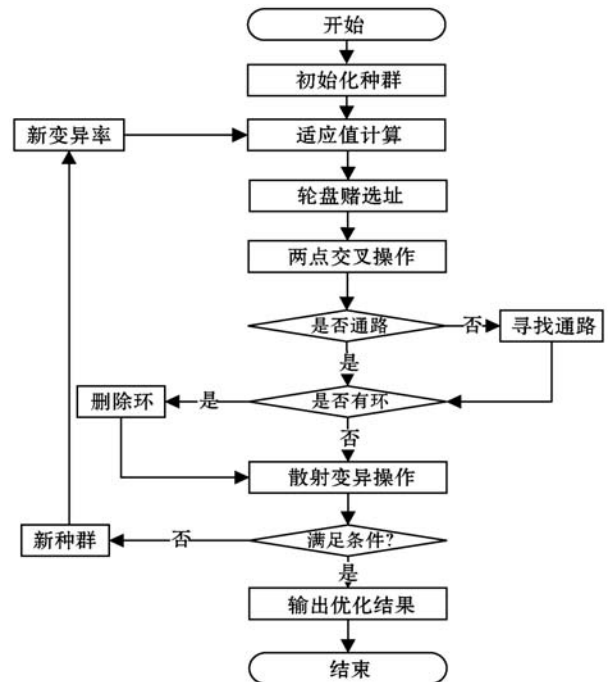 开始
初始化种群
新变异率
适应值计算
轮盘赌选址
两点交叉操作
是否通路
否
寻找通路
是
删除环
是
是否有环
否
散射变异操作
新种群
否
满足条件?
是
输出优化结果
结束